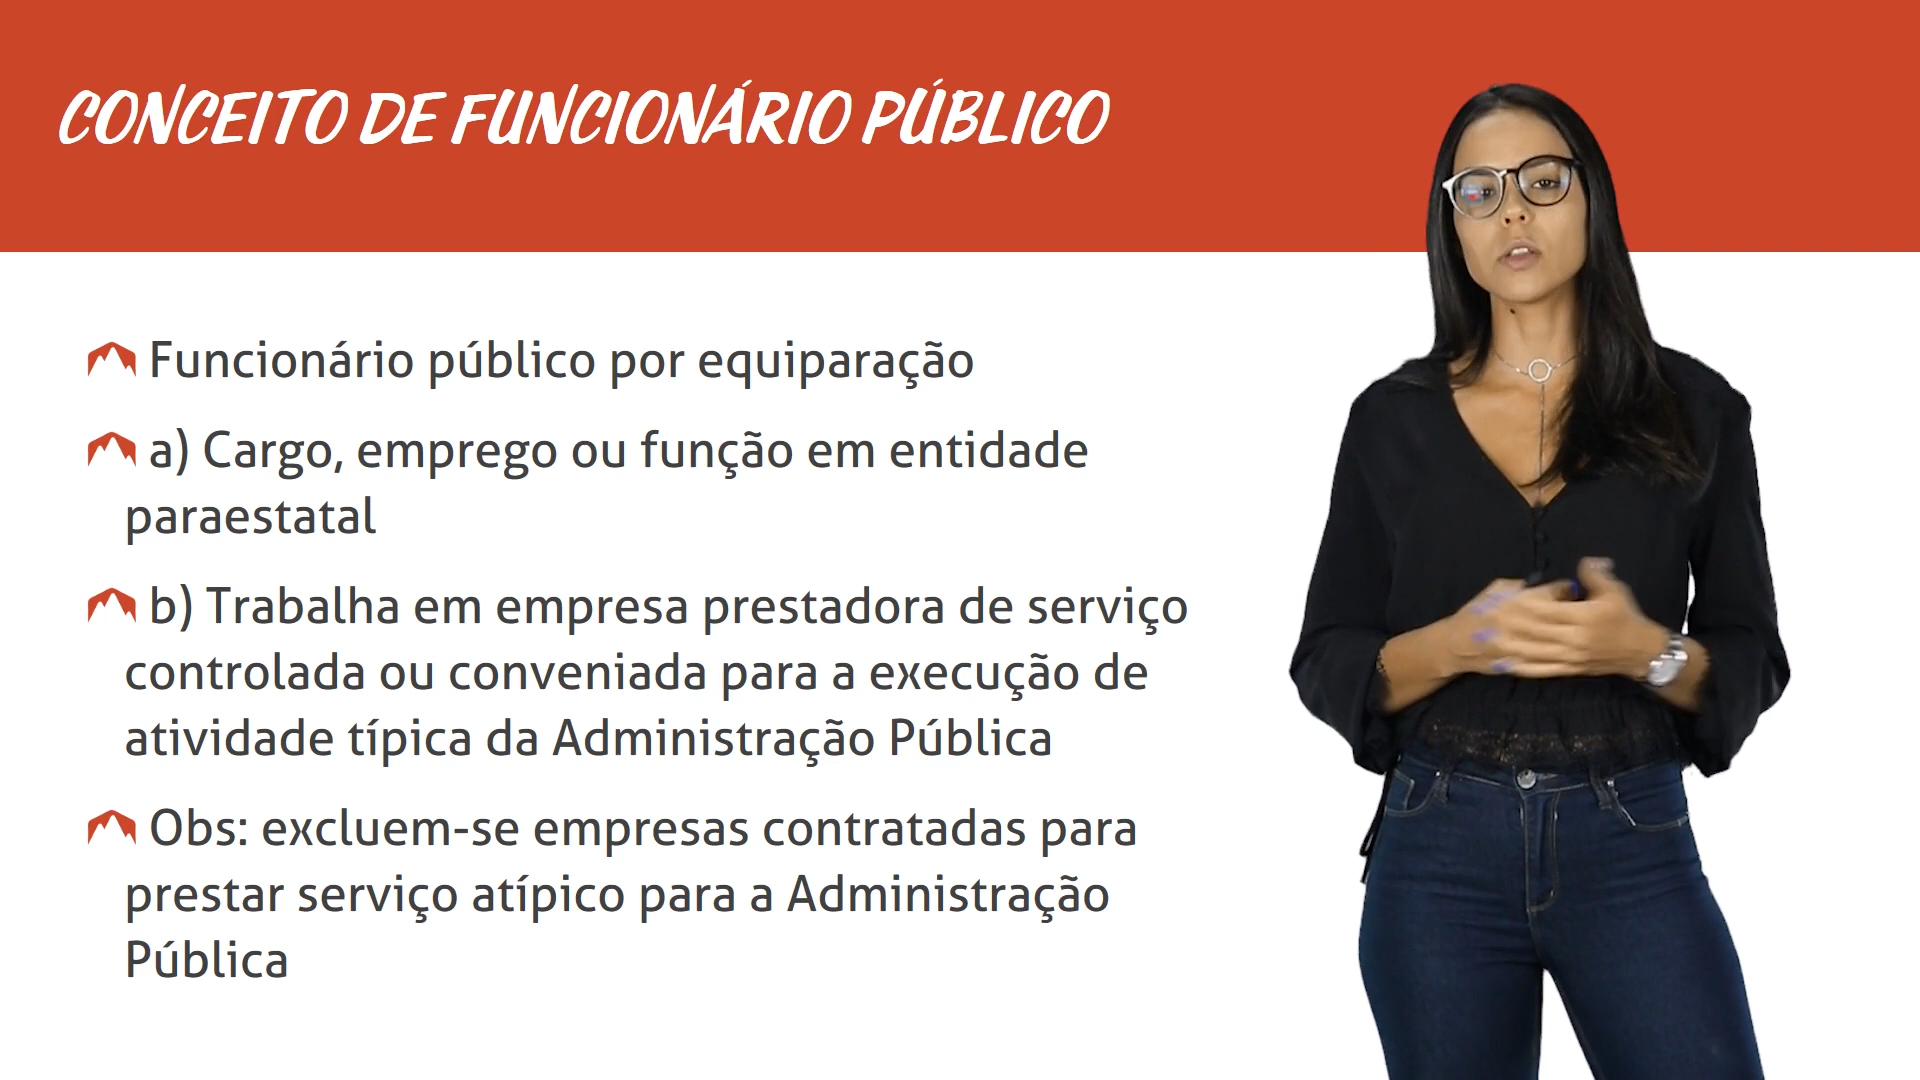 CONCEITO DE FUNCIONÁRIO PÚBLICO
Funcionário público por equiparação
a) Cargo, emprego ou função em entidade
paraestatal
b) Trabalha em empresa prestadora de serviço
controlada ou conveniada para a execução de
atividade típica da Administração Pública
Obs: excluem-se empresas contratadas para
prestar serviço atípico para a Administração
Pública